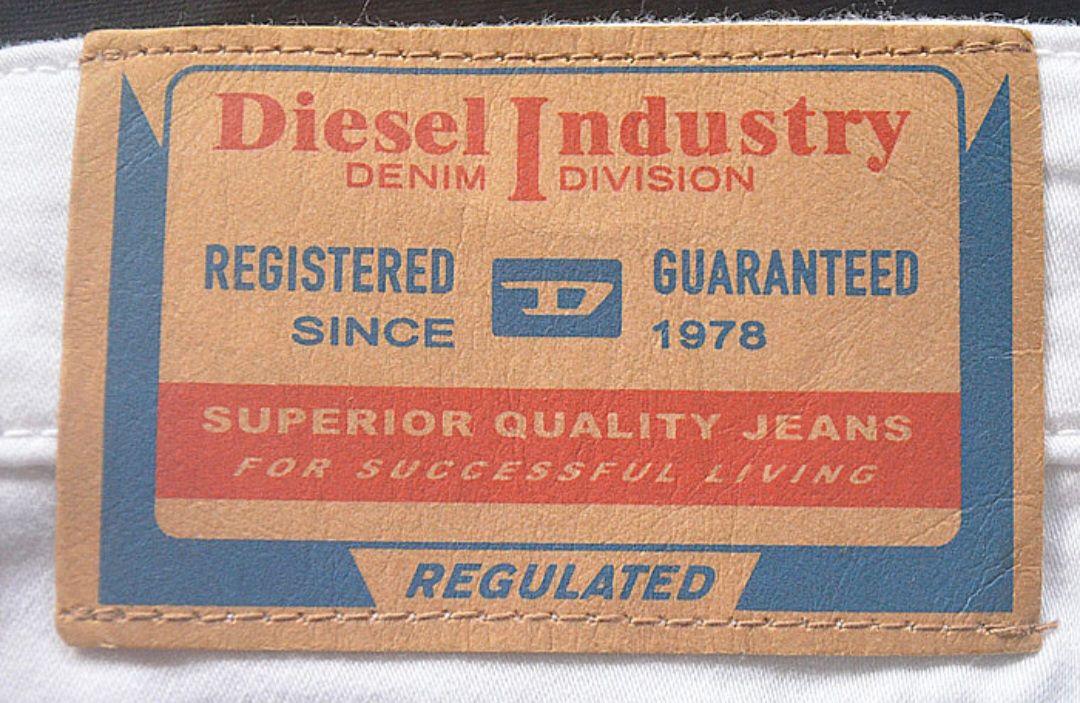 Diesel Industry
DENIM DIVISION
REGISTERED D GUARANTEED
SINCE 1978
SUPERIOR QUALITY JEANS
FOR SUCCESSFUL LIVING
REGULATED